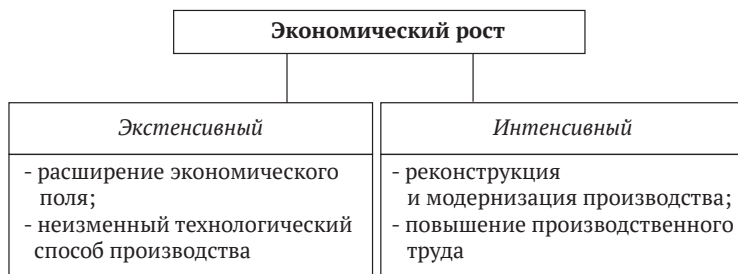 Экономический рост
Экстенсивный
- расширение экономического
поля;
- неизменный технологический
способ производства
Интенсивный
- реконструкция
и модернизация производства;
- повышение производственного
труда